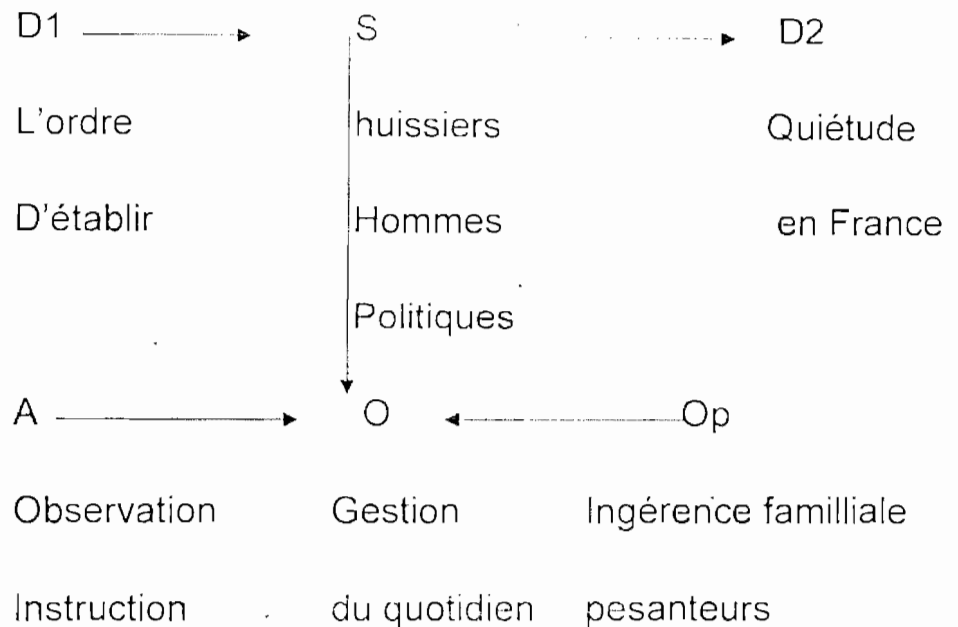 D1 S D2
L'ordre huissiers Quiétude
D'établir Hommes en France
Politiques
A O Op
Observation Gestion Ingérence familliale
Instruction du quotidien pesanteurs